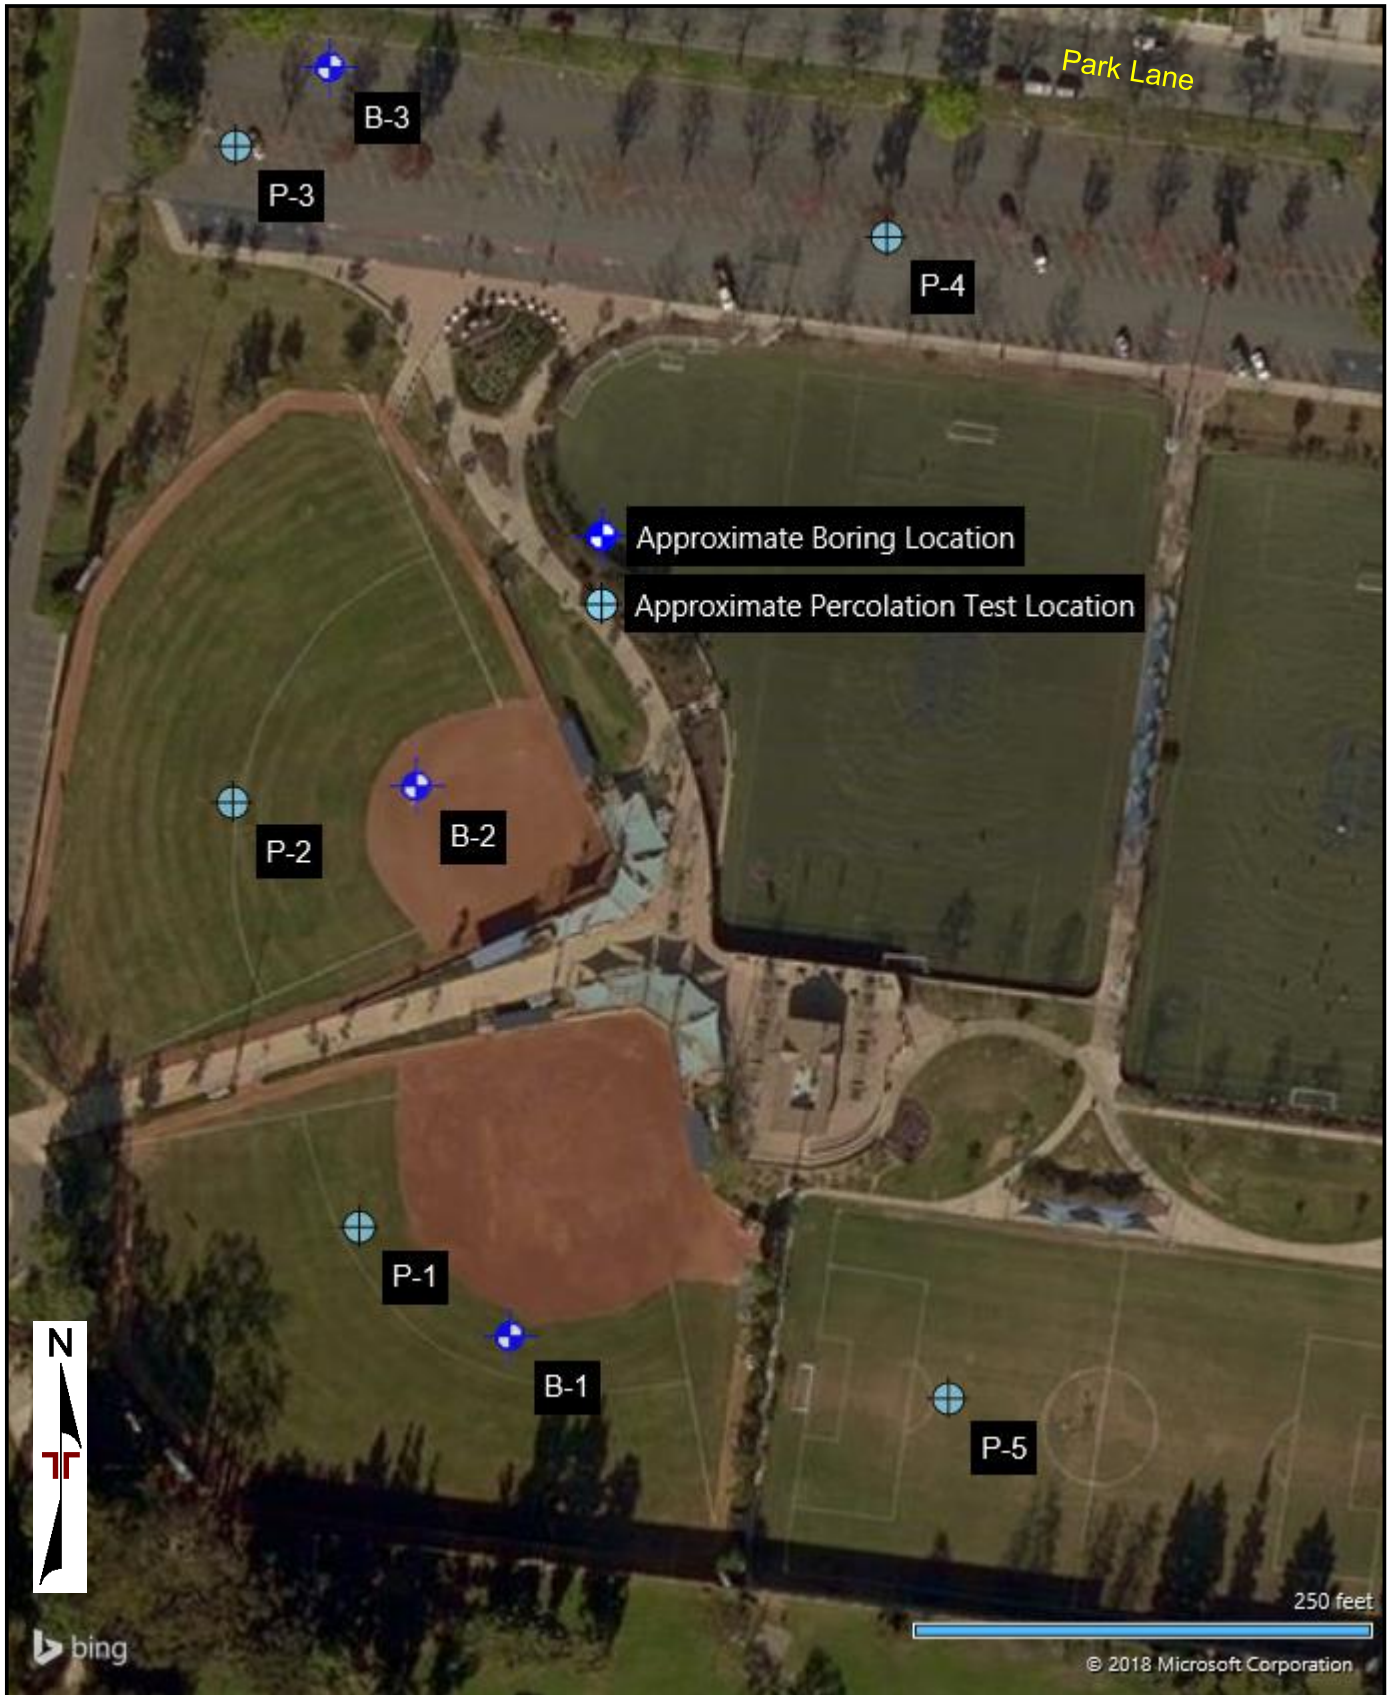 Park Lane
B-3
P-3
P-4
Approximate Boring Location
Approximate Percolation Test Location
B-2
P-2
P-1
B-1
P-5
N
250 feet
bing
© 2018 Microsoft Corporation